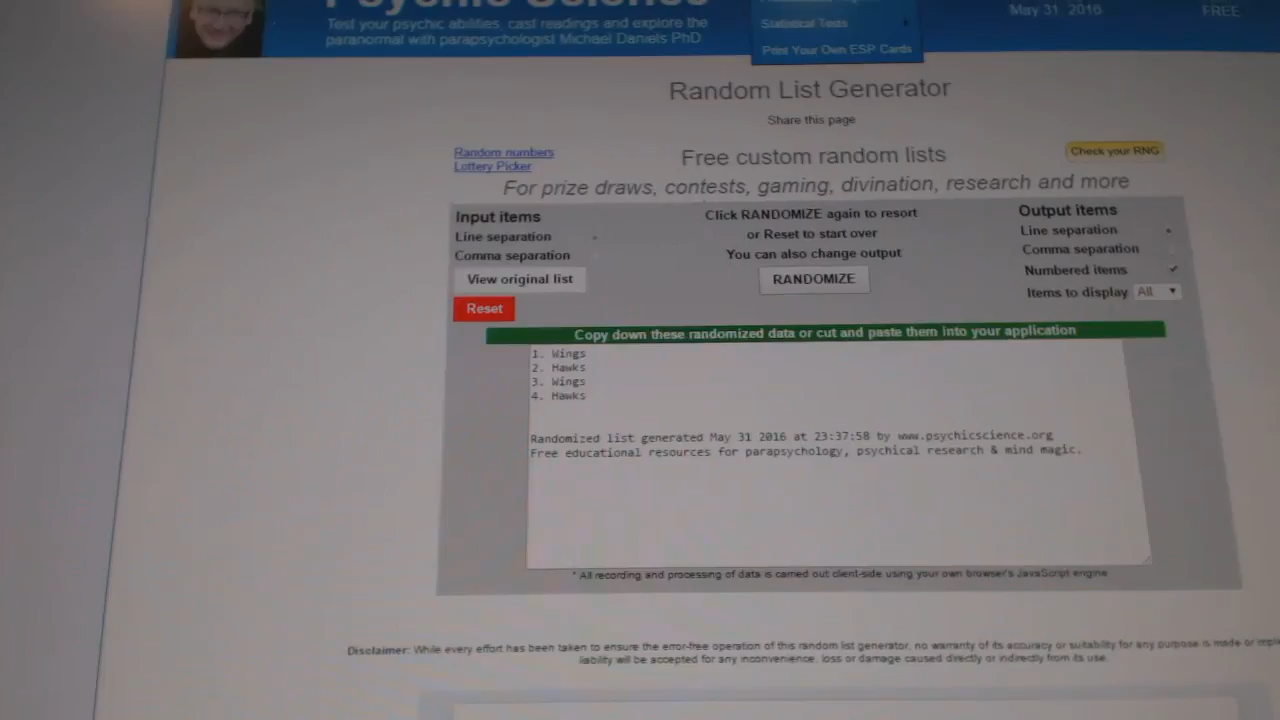 Psychic Science
Test your psychic abilities, cast readings and explore the
paranormal with parapsychologist Michael Daniels PhD
Statistical Tests
Print Your Own ESP Cards
May 31, 2016
FREE
Random List Generator
Share this page
Random numbers
Lottery Picker
Free custom random lists
Check your RNG
For prize draws, contests, gaming, divination, research and more
Input items
Line separation
Comma separation
View original list
Reset
Click RANDOMIZE again to resort
or Reset to start over
You can also change output
RANDOMIZE
Output items
Line separation
Comma separation
Numbered items
Items to display All
Copy down these randomized data or cut and paste them into your application
1. Wings
2. Hawks
3. Wings
4. Hawks
Randomized list generated May 31 2016 at 23:37:58 by www.psychicscience.org
Free educational resources for parapsychology, psychical research & mind magic.
* All recording and processing of data is carried out client-side using your own browser's JavaScript engine
Disclaimer: While every effort has been taken to ensure the error-free operation of this random list generator, no warranty of its accuracy or suitability for any purpose is made or
liability will be accepted for any inconvenience, loss or damage caused directly or indirectly from its use.